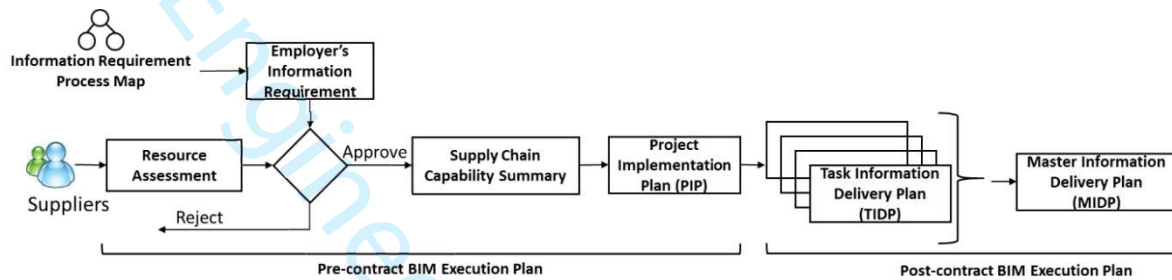 Information Requirement
Process Map
Employer's
Information
Requirement
Suppliers
Resource
Assessment
Approve
Reject
Supply Chain
Capability Summary
Project
Implementation
Plan (PIP)
Task Information
Delivery Plan
(TIDP)
Master Information
Delivery Plan
(MIDP)
Pre-contract BIM Execution Plan
Post-contract BIM Execution Plan